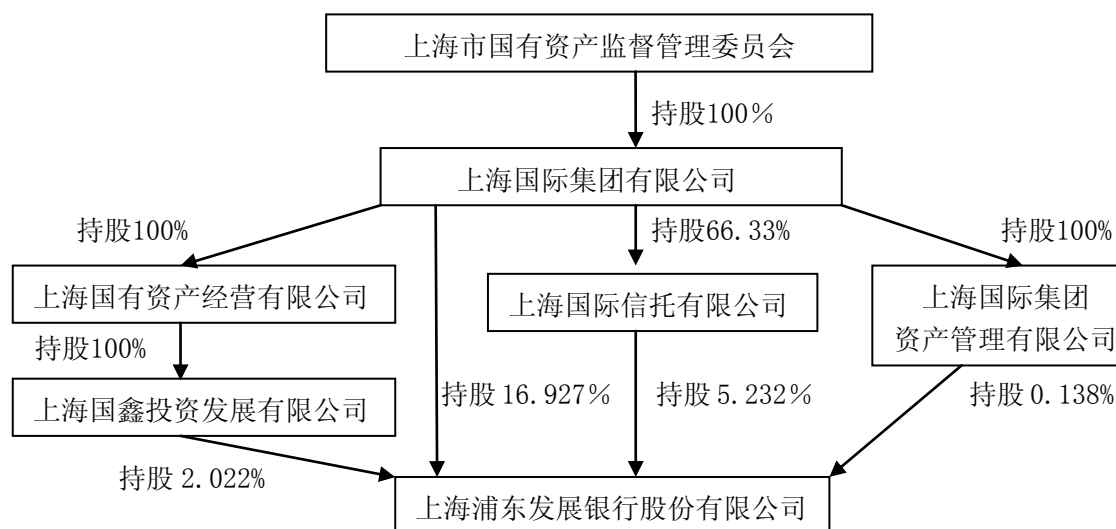 上海市国有资产监督管理委员会
持股100％
上海国际集团有限公司
持股100%
持股66.33%
持股100%
上海国有资产经营有限公司
上海国际信托有限公司
上海国际集团
资产管理有限公司
持股100%
上海国鑫投资发展有限公司
持股 16.927％
持股 5.232％
持股 0.138%
持股 2.022%
上海浦东发展银行股份有限公司